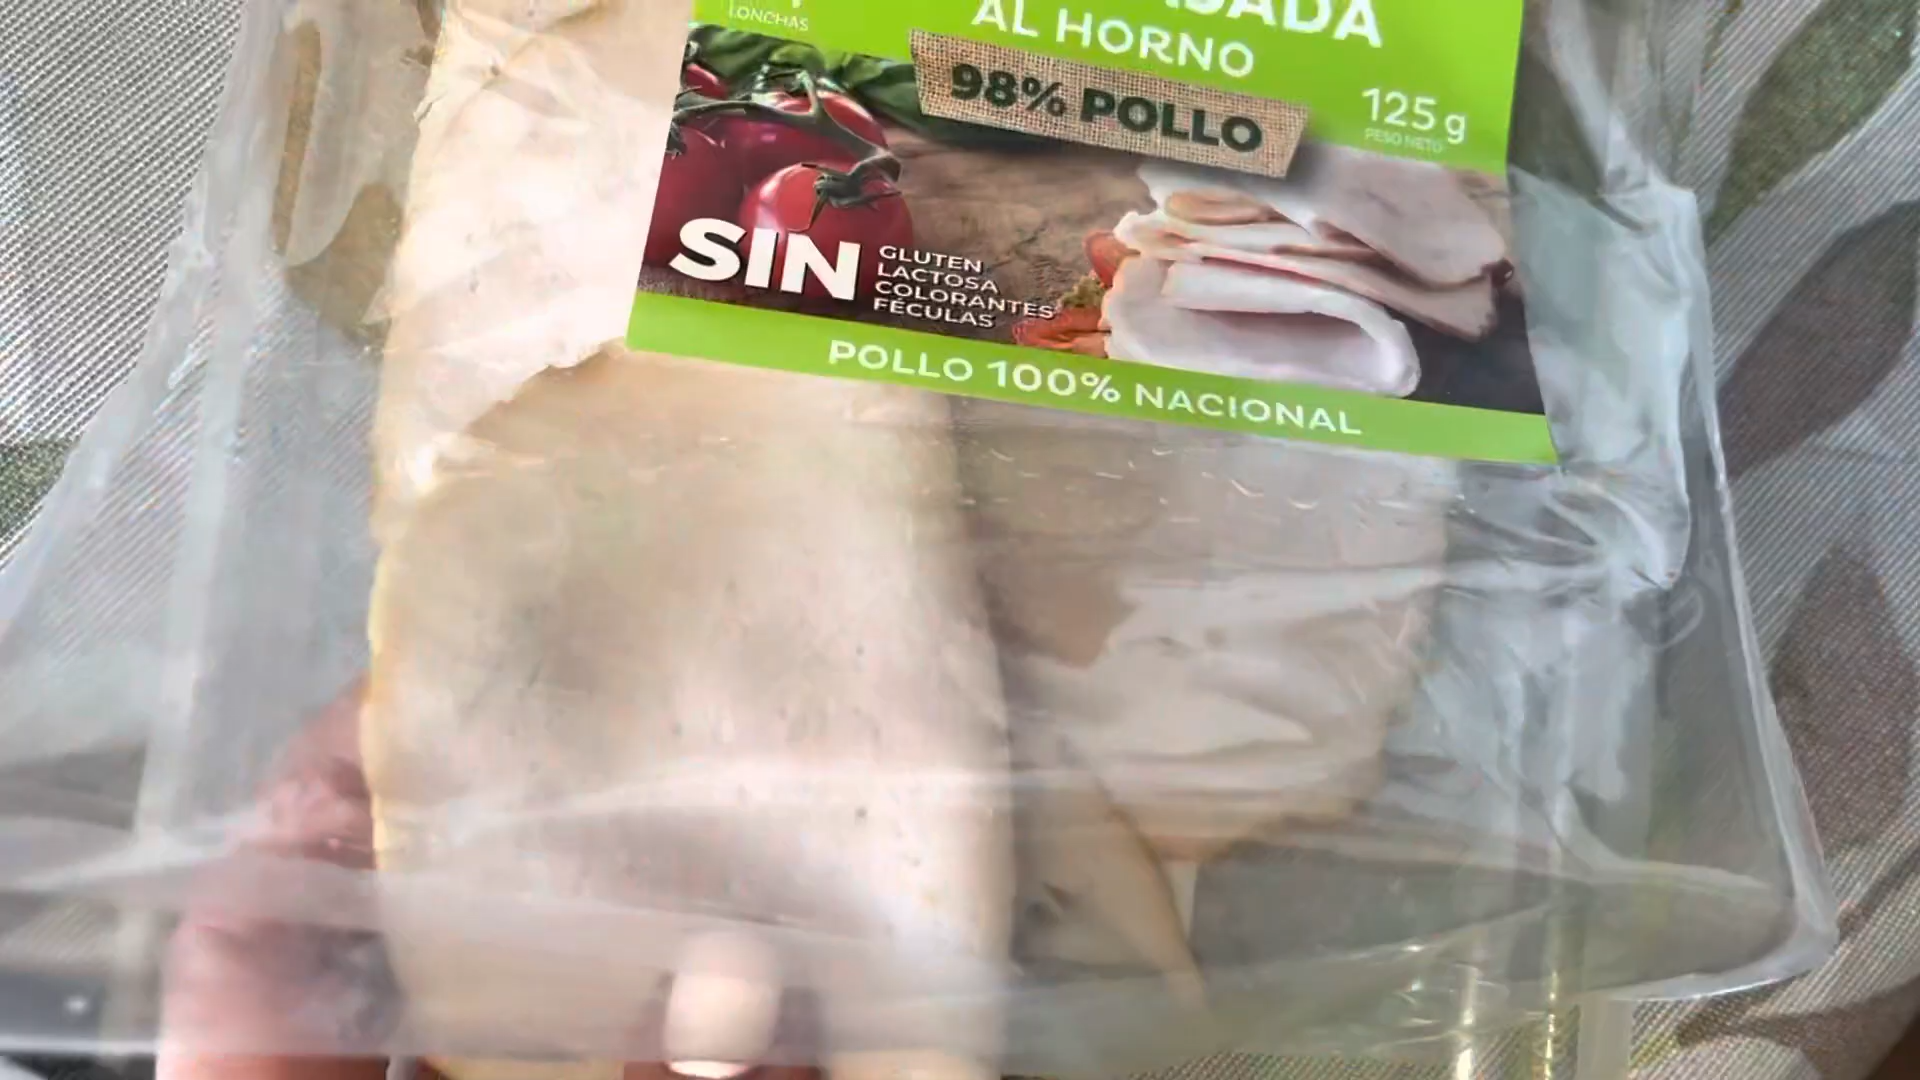 LONCHAS
AL HORNO
98% POLLO
125 g
PESO NETO
SIN
GLUTEN
LACTOSA
COLORANTES
FÉCULAS
POLLO 100% NACIONAL